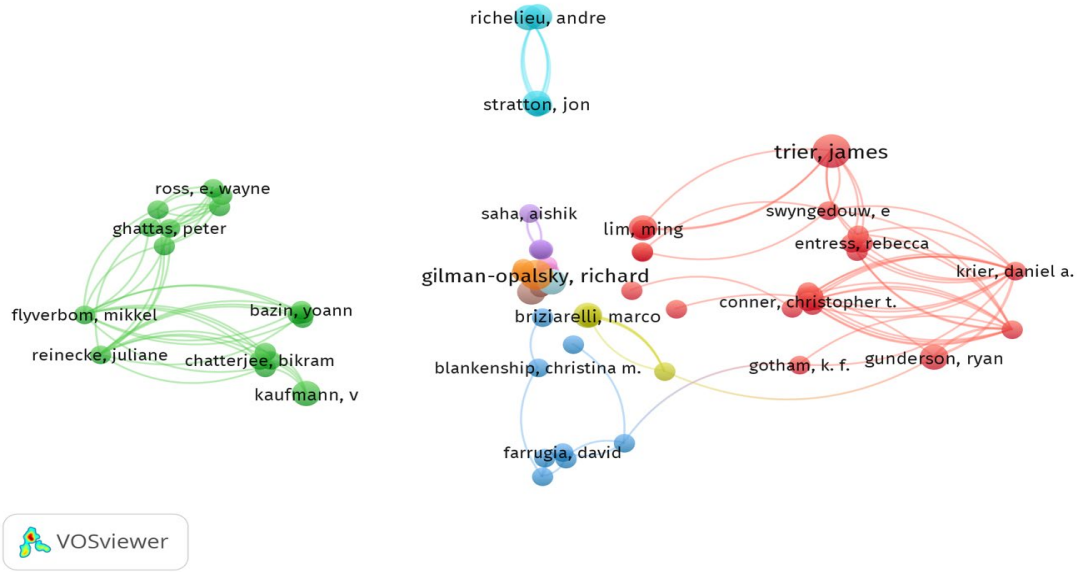 richelieu, andre
stratton, jon
trier, james
ross, e. wayne
saha, aishik
swyngedouw, e
ghattas, peter
lim, ming
entress, rebecca
gilman-opalsky, richard
krier, daniel a.
conner, christopher t.
flyverbom, mikkel
bazin, yoann
briziarelli, marco
reinecke, juliane
chatterjee, bikram
blankenship, christina m.
gotham, k. f.
gunderson, ryan
kaufmann, v
farrugia, david
VOSviewer